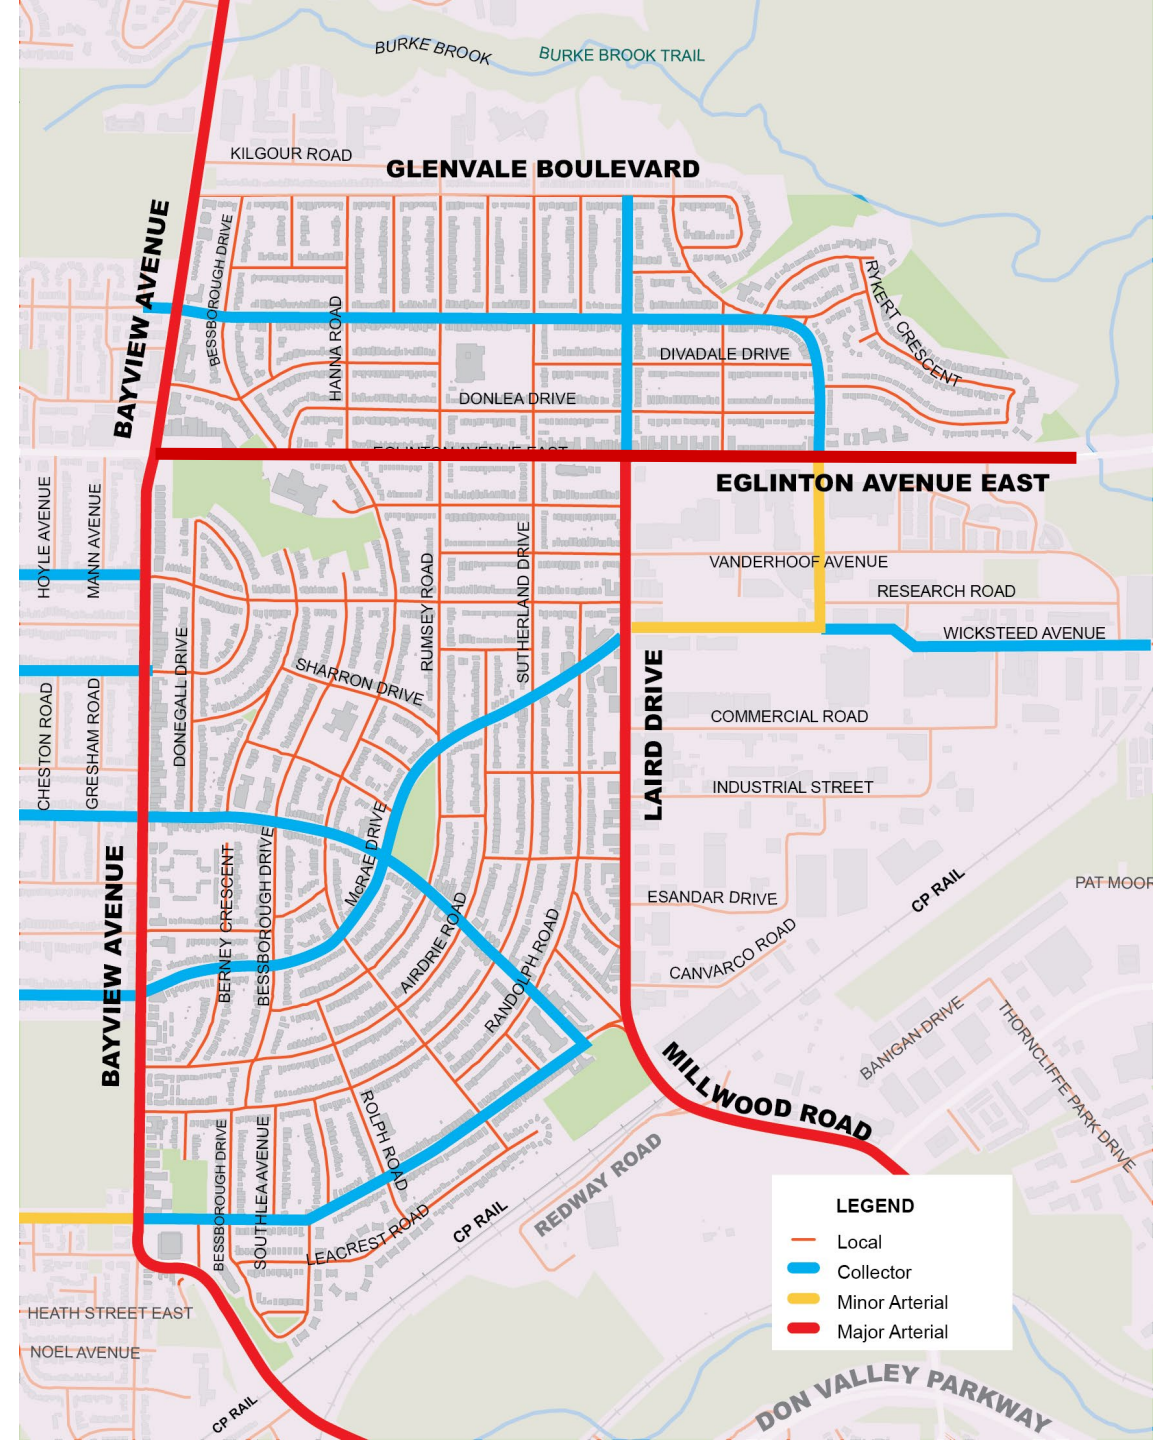 BURKE BROOK
BURKE BROOK TRAIL
KILGOUR ROAD
GLENVALE BOULEVARD
BAYVIEW AVENUE
BESSBOROUGH DRIVE
HANNA ROAD
RYKERT CRESCENT
DIVADALE DRIVE
DONLEA DRIVE
EGLINTON AVENUE EAST
EGLINTON AVENUE EAST
HOYLE AVENUE
MANN AVENUE
RUMSEY ROAD
SUTHERLAND DRIVE
VANDERHOOF AVENUE
RESEARCH ROAD
WICKSTEED AVENUE
DONEGALL DRIVE
SHARRON DRIVE
LAIRD DRIVE
CHESTON ROAD
GRESHAM ROAD
COMMERCIAL ROAD
INDUSTRIAL STREET
McRAE DRIVE
BAYVIEW AVENUE
BERNEY CRESCENT
BESSBOROUGH DRIVE
AIRDRIE ROAD
RANDOLPH ROAD
ESANDAR DRIVE
CP RAIL
PAT MOOR
CANVARCO ROAD
BANIGAN DRIVE
THORNCLIFFE PARK DRIVE
MILLWOOD ROAD
ROLPH ROAD
BESSBOROUGH DRIVE
SOUTHLEA AVENUE
REDWAY ROAD
LEACREST ROAD
CP RAIL
LEGEND
Local
Collector
Minor Arterial
Major Arterial
HEATH STREET EAST
NOEL AVENUE
CP RAIL
DON VALLEY PARKWAY